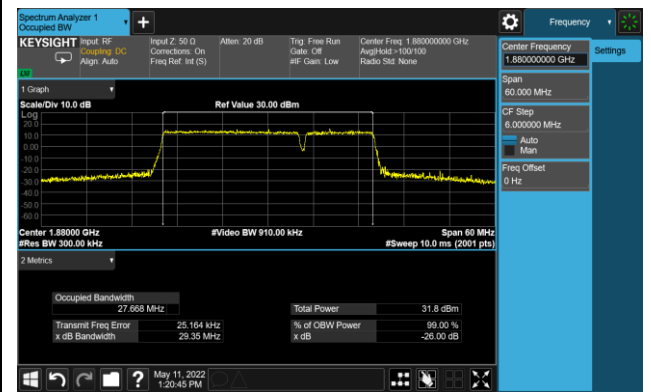 Spectrum Analyzer 1
Occupied BW
+
Frequency
KEYSIGHT Input: RF
Coupling: DC
Align: Auto
Input Z: 50 Ω
Corrections: On
Freq Ref: Int (S)
Atten: 20 dB
Trig: Free Run
Gate: Off
#IF Gain: Low
Center Freq: 1.880000000 GHz
Avg|Hold:>100/100
Radio Std: None
Center Frequency
1.880000000 GHz
Settings
Span
60.000 MHz
CF Step
6.000000 MHz
Auto
Man
Freq Offset
0 Hz
1 Graph
Scale/Div 10.0 dB
Ref Value 30.00 dBm
Log
20.0
10.0
0.00
-10.0
-20.0
-30.0
-40.0
-50.0
-60.0
Center 1.88000 GHz
#Video BW 910.00 kHz
Span 60 MHz
#Res BW 300.00 kHz
#Sweep 10.0 ms (2001 pts)
2 Metrics
Occupied Bandwidth
27.668 MHz
Total Power 31.8 dBm
Transmit Freq Error 25.164 kHz
% of OBW Power 99.00 %
x dB Bandwidth 29.35 MHz
x dB -26.00 dB
?
May 11, 2022
1:20:45 PM